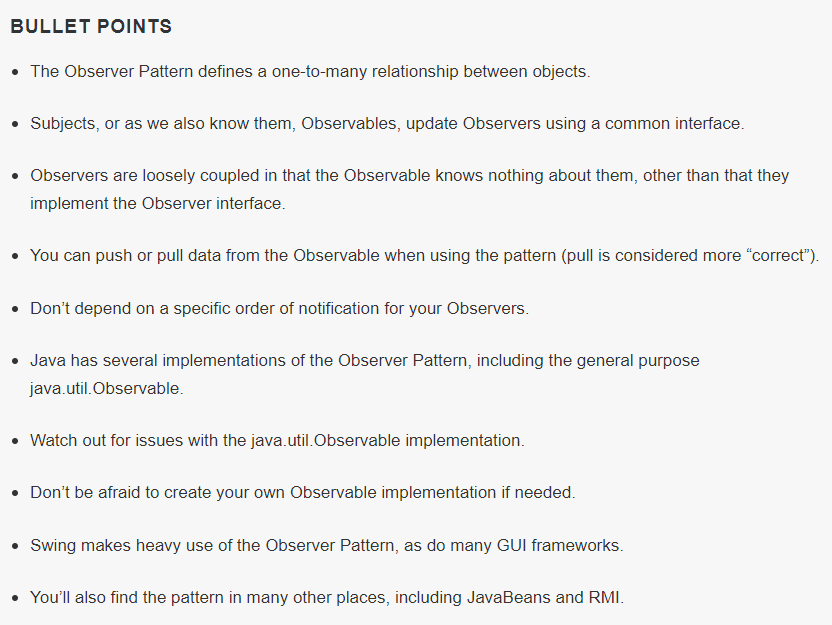 BULLET POINTS
• The Observer Pattern defines a one-to-many relationship between objects.
• Subjects, or as we also know them, Observables, update Observers using a common interface.
• Observers are loosely coupled in that the Observable knows nothing about them, other than that they
implement the Observer interface.
• You can push or pull data from the Observable when using the pattern (pull is considered more “correct”).
• Don’t depend on a specific order of notification for your Observers.
• Java has several implementations of the Observer Pattern, including the general purpose
java.util.Observable.
• Watch out for issues with the java.util.Observable implementation.
• Don’t be afraid to create your own Observable implementation if needed.
• Swing makes heavy use of the Observer Pattern, as do many GUI frameworks.
• You’ll also find the pattern in many other places, including JavaBeans and RMI.